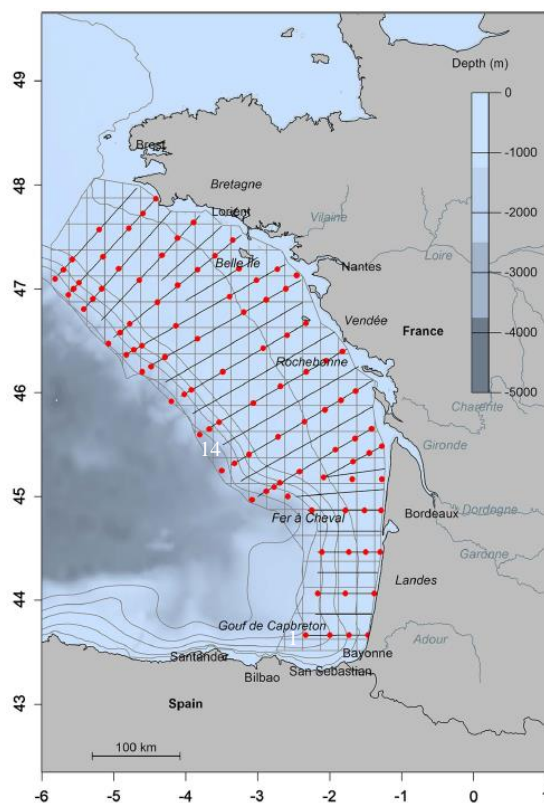 49
Depth (m)
0
Brest
-1000
48
Bretagne
Lorient
Vilaine
-2000
Loire
Belle-Ile
Nantes
-3000
47
Vendée
France
-4000
Rochebonne
46
-5000
Charente
14
Gironde
45
Fer à Cheval
Bordeaux
Dordogne
Garonne
44
Landes
Gouf de Capbreton
1
Adour
Bayonne
Santander
San Sebastian
Bilbao
43
Spain
100 km
-6 -5 -4 -3 -2 -1 0 1